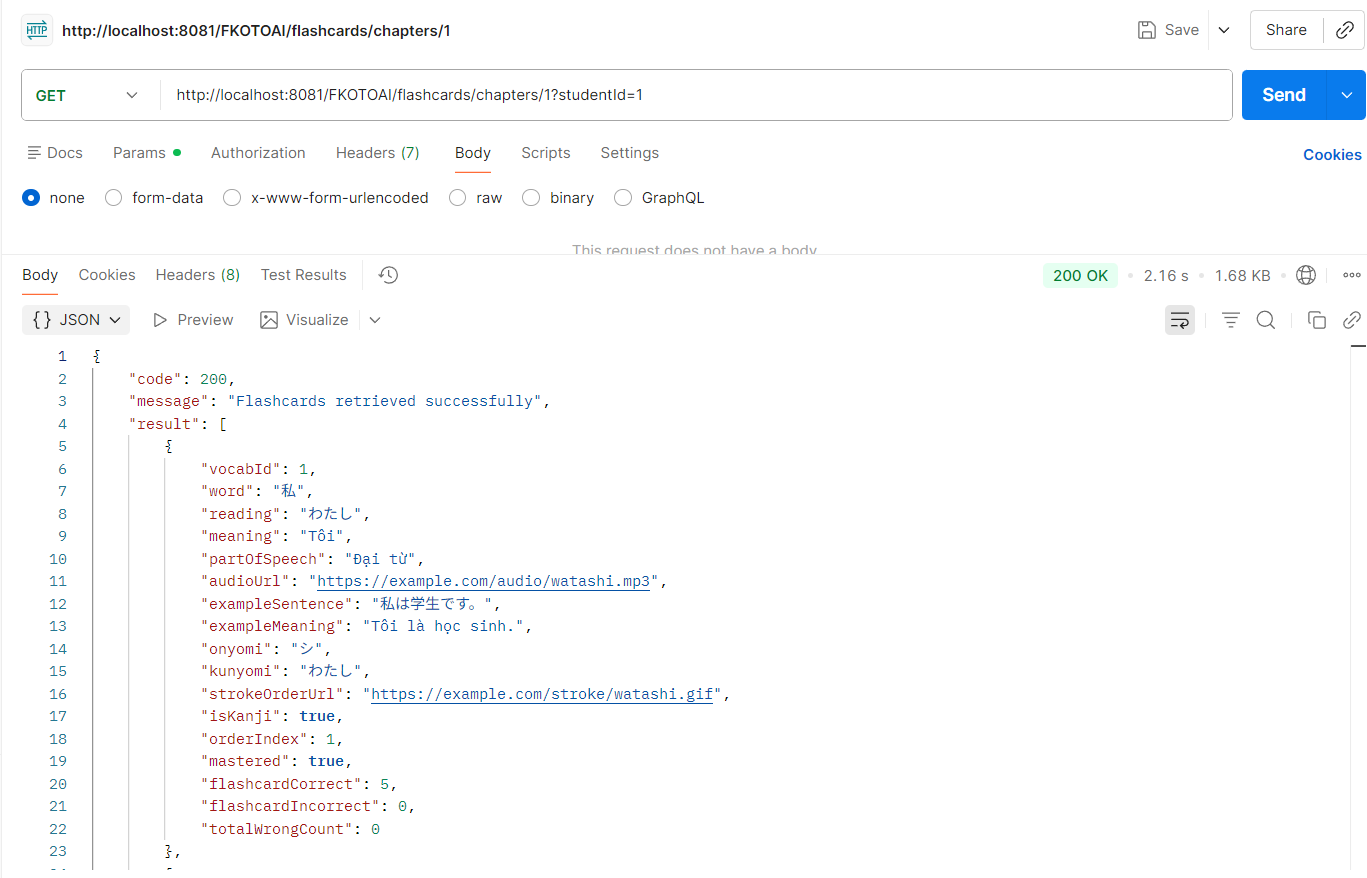 HTTP http://localhost:8081/FKOTOAI/flashcards/chapters/1 Save Share
GET http://localhost:8081/FKOTOAI/flashcards/chapters/1?studentId=1 Send
Docs Params Authorization Headers (7) Body Scripts Settings Cookies
none form-data x-www-form-urlencoded raw binary GraphQL
This request does not have a body
Body Cookies Headers (8) Test Results 200 OK 2.16 s 1.68 KB
{} JSON Preview Visualize
1 {
2 "code": 200,
3 "message": "Flashcards retrieved successfully",
4 "result": [
5 {
6 "vocabId": 1,
7 "word": "私",
8 "reading": "わたし",
9 "meaning": "Tôi",
10 "partOfSpeech": "Đại từ",
11 "audioUrl": "https://example.com/audio/watashi.mp3",
12 "exampleSentence": "私は学生です。",
13 "exampleMeaning": "Tôi là học sinh.",
14 "onyomi": "シ",
15 "kunyomi": "わたし",
16 "strokeOrderUrl": "https://example.com/stroke/watashi.gif",
17 "isKanji": true,
18 "orderIndex": 1,
19 "mastered": true,
20 "flashcardCorrect": 5,
21 "flashcardIncorrect": 0,
22 "totalWrongCount": 0
23 },